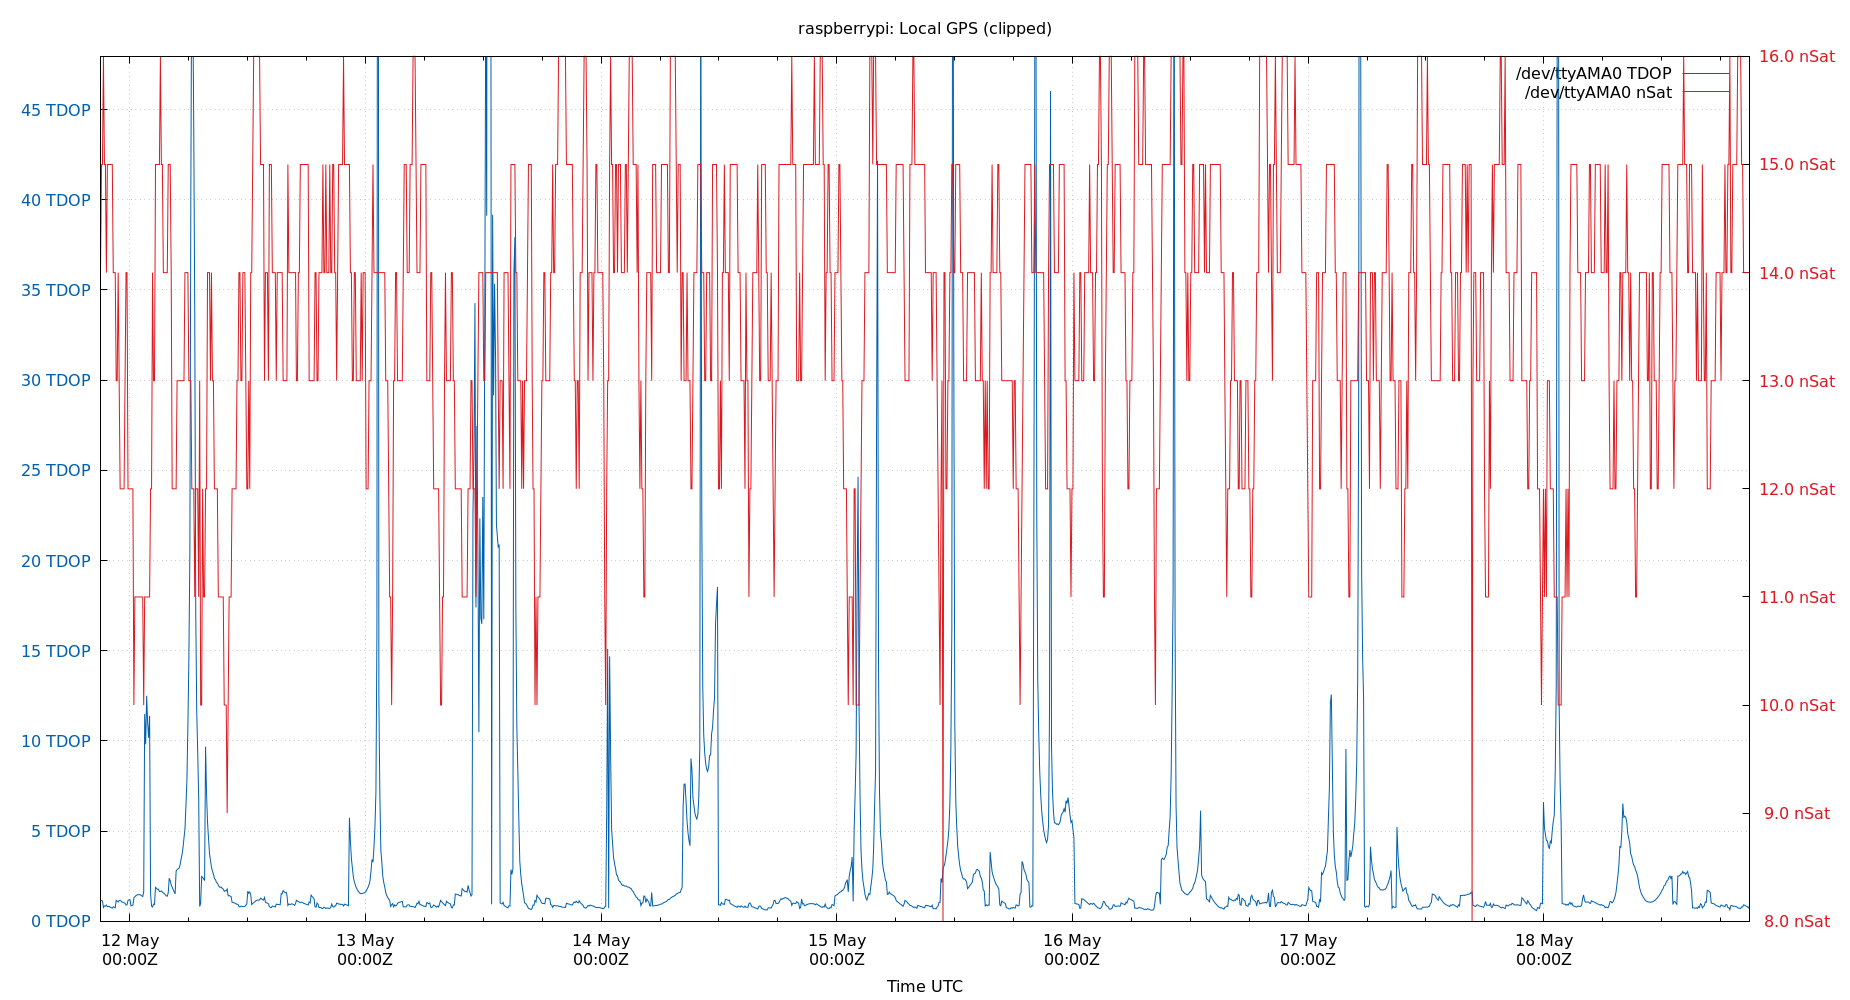 raspberrypi: Local GPS (clipped)
16.0 nSat
/dev/ttyAMA0 TDOP
/dev/ttyAMA0 nSat
45 TDOP
15.0 nSat
40 TDOP
14.0 nSat
35 TDOP
13.0 nSat
30 TDOP
25 TDOP
12.0 nSat
20 TDOP
11.0 nSat
15 TDOP
10.0 nSat
10 TDOP
9.0 nSat
5 TDOP
0 TDOP
8.0 nSat
12 May 13 May 14 May 15 May 16 May 17 May 18 May
00:00Z 00:00Z 00:00Z 00:00Z 00:00Z 00:00Z 00:00Z
Time UTC